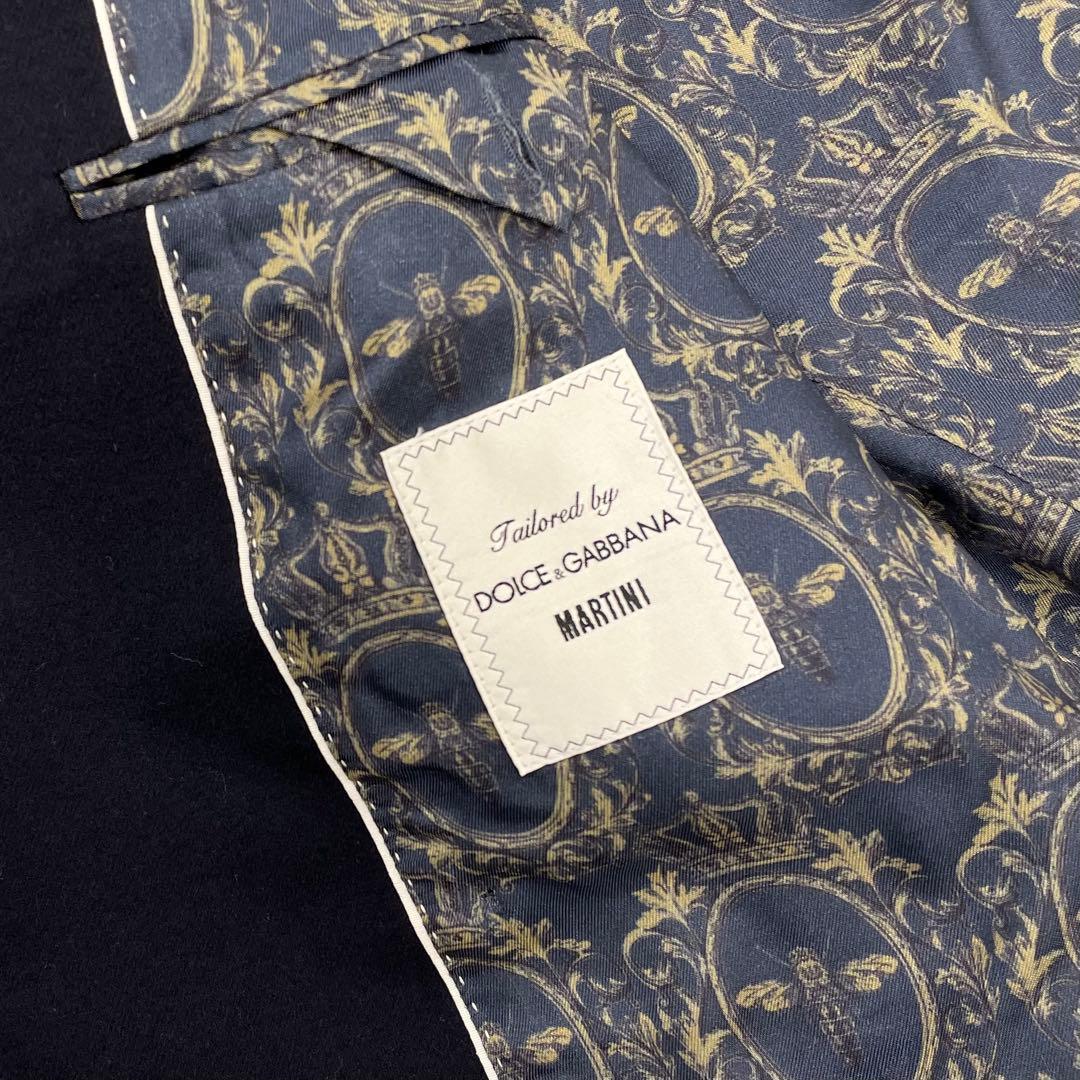 Tailored by
DOLCE & GABBANA
MARTINI